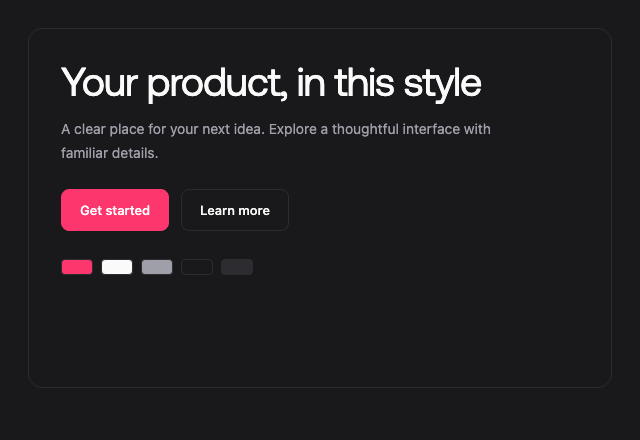 Your product, in this style
A clear place for your next idea. Explore a thoughtful interface with
familiar details.
Get started
Learn more